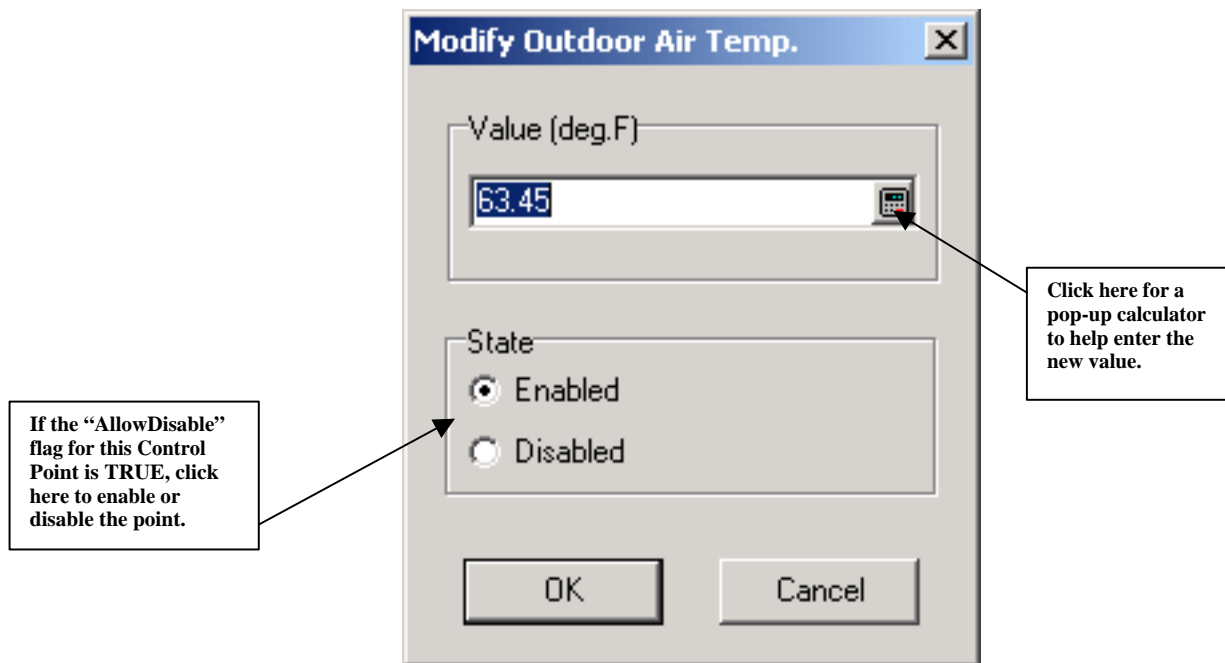 Modify Outdoor Air Temp.
Value (deg.F)
63.45
Click here for a
pop-up calculator
to help enter the
new value.
State
Enabled
Disabled
If the “AllowDisable”
flag for this Control
Point is TRUE, click
here to enable or
disable the point.
OK
Cancel